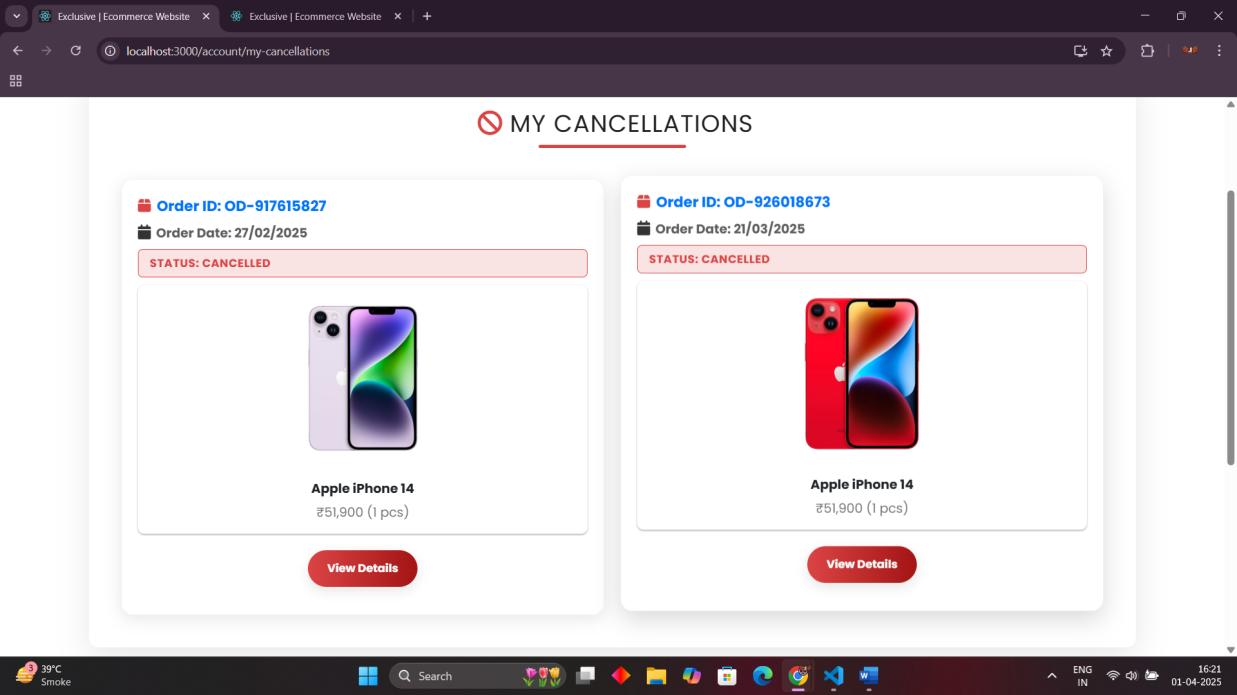 Exclusive | Ecommerce Website
Exclusive | Ecommerce Website
localhost:3000/account/my-cancellations
MY CANCELLATIONS
Order ID: OD-917615827
Order Date: 27/02/2025
STATUS: CANCELLED
Apple iPhone 14
₹51,900 (1 pcs)
View Details
Order ID: OD-926018673
Order Date: 21/03/2025
STATUS: CANCELLED
Apple iPhone 14
₹51,900 (1 pcs)
View Details
3
39°C
Smoke
Search
ENG
IN
16:21
01-04-2025